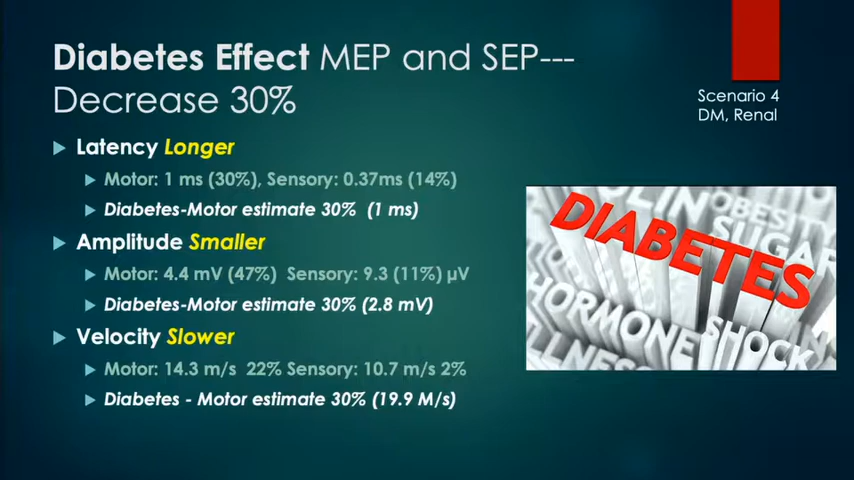 Diabetes Effect MEP and SEP---
Decrease 30%
Scenario 4
DM, Renal
Latency Longer
Motor: 1 ms (30%), Sensory: 0.37ms (14%)
Diabetes-Motor estimate 30% (1 ms)
Amplitude Smaller
Motor: 4.4 mV (47%) Sensory: 9.3 (11%) µV
Diabetes-Motor estimate 30% (2.8 mV)
Velocity Slower
Motor: 14.3 m/s 22% Sensory: 10.7 m/s 2%
Diabetes - Motor estimate 30% (19.9 M/s)
OBESITY
SUGAR
DIABETES
HORMONE
SHOCK